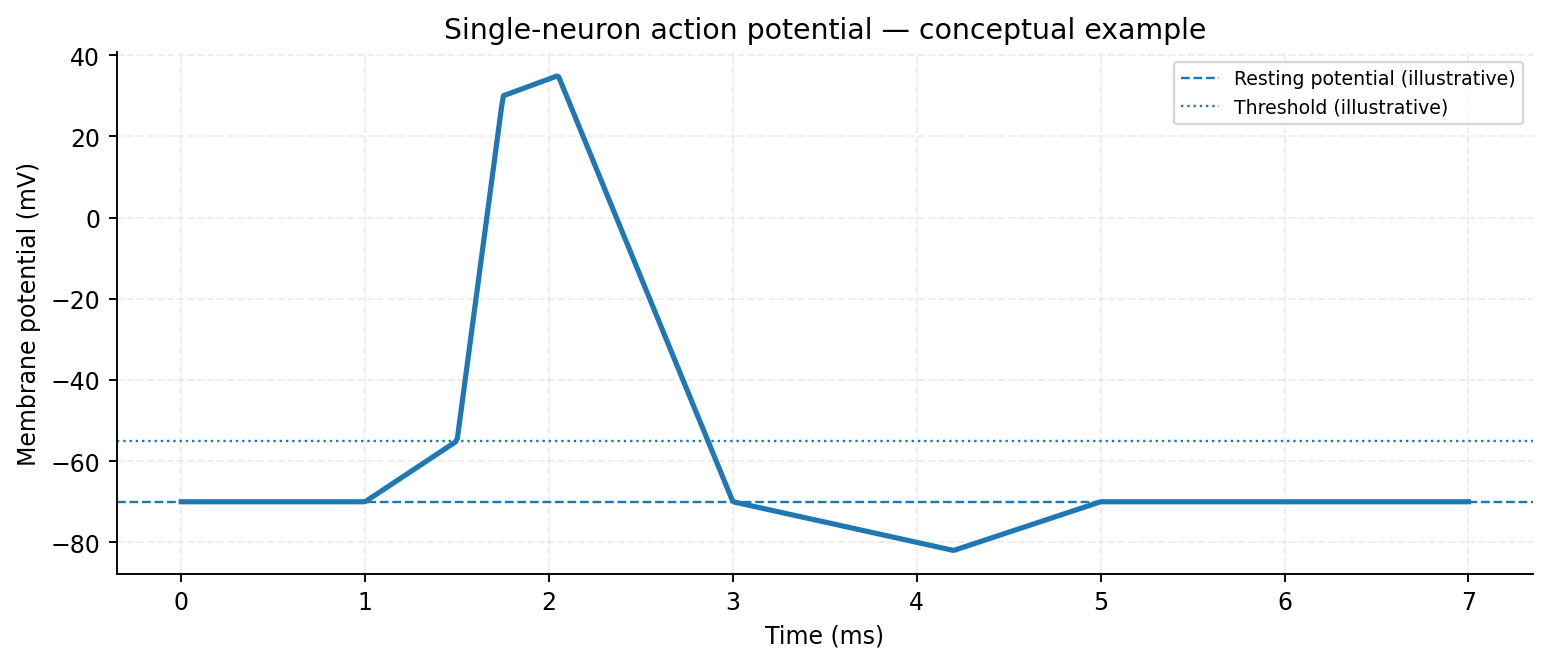 Single-neuron action potential — conceptual example
Membrane potential (mV)
40
20
0
−20
−40
−60
−80
Resting potential (illustrative)
Threshold (illustrative)
0 1 2 3 4 5 6 7
Time (ms)